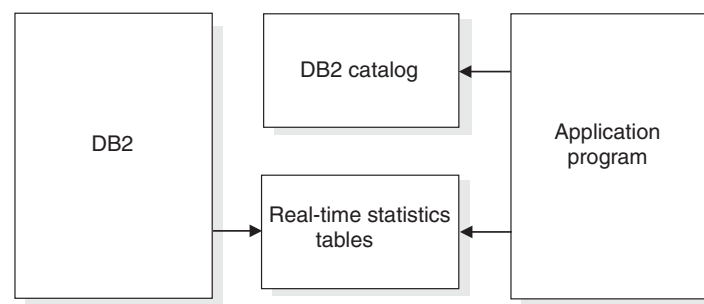 DB2
DB2 catalog
Real-time statistics
tables
Application
program